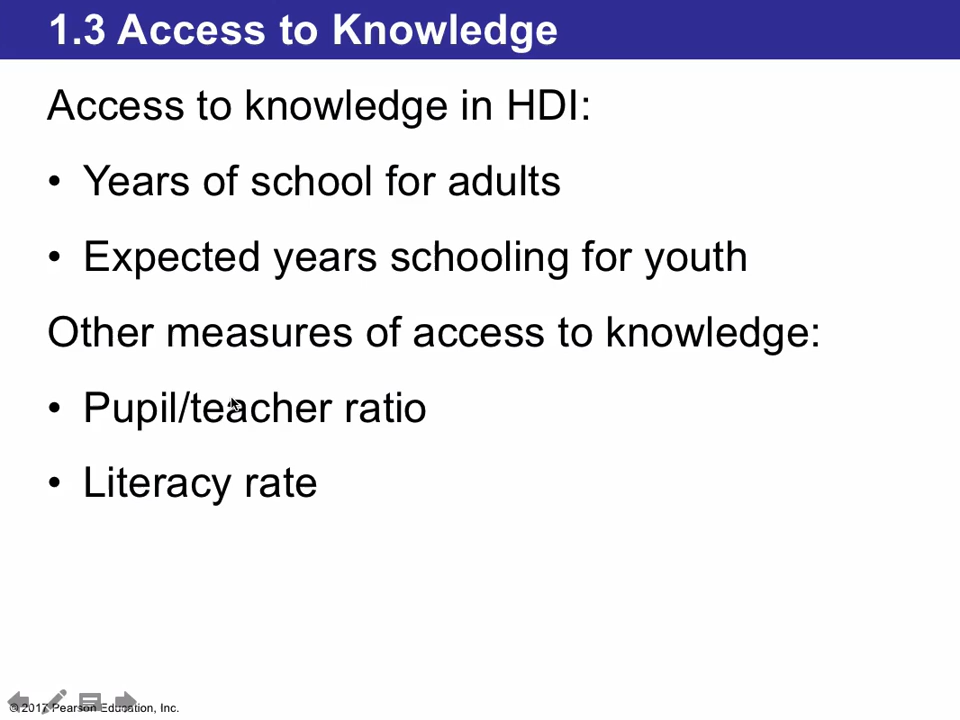 1.3 Access to Knowledge
Access to knowledge in HDI:
• Years of school for adults
• Expected years schooling for youth
Other measures of access to knowledge:
• Pupil/teacher ratio
• Literacy rate
© 2017 Pearson Education, Inc.